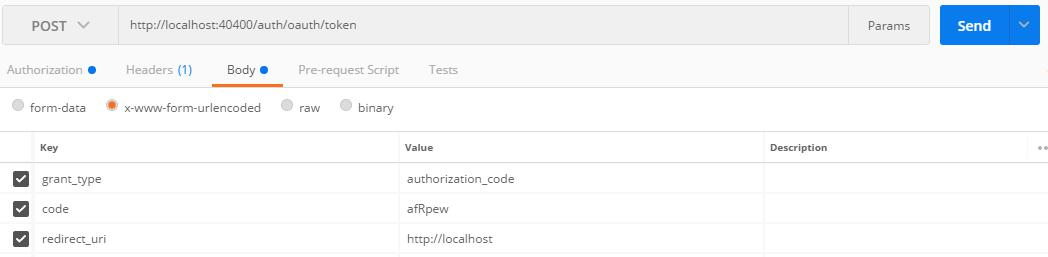 POST http://localhost:40400/auth/oauth/token Params Send
Authorization Headers (1) Body Pre-request Script Tests
form-data x-www-form-urlencoded raw binary
Key Value Description
grant_type authorization_code
code afRpew
redirect_uri http://localhost